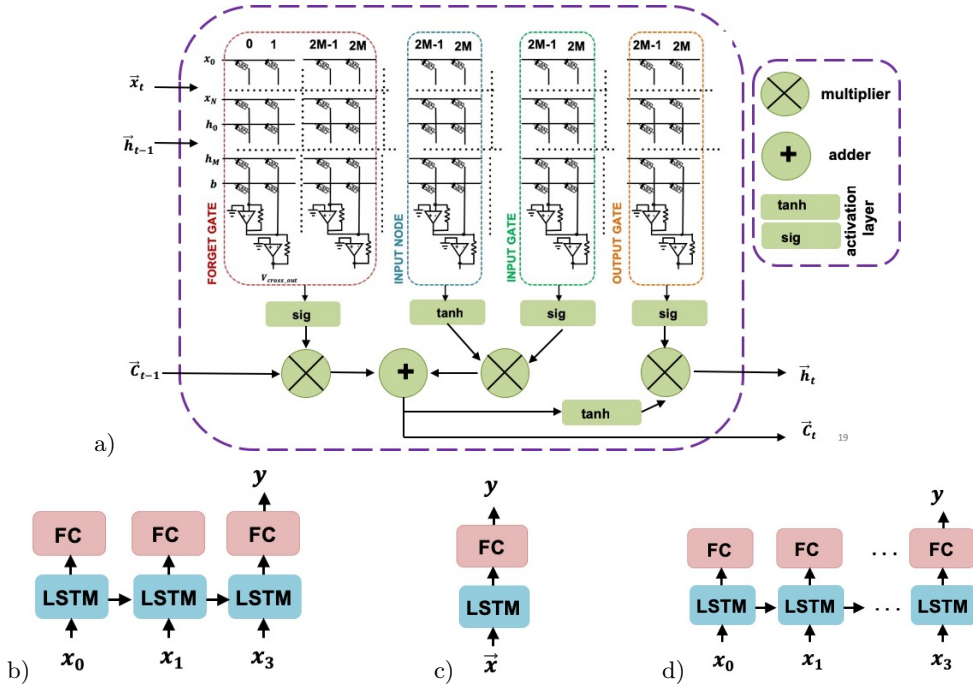 0 1 2M-1 2M 2M-1 2M 2M-1 2M 2M-1 2M
x₀
x⃗ₜ
x_N
h₀
h⃗ₜ₋₁
h_M
b
FORGET GATE
INPUT NODE
INPUT GATE
OUTPUT GATE
V_cross_out
sig tanh sig sig
C⃗ₜ₋₁
+
h⃗ₜ
tanh
C⃗ₜ
19
multiplier
+ adder
tanh
sig
activation layer
a)
y
FC FC FC
LSTM LSTM LSTM
x₀ x₁ x₃
b)
y
FC
LSTM
x⃗
c)
y
FC FC . . . FC
LSTM LSTM . . . LSTM
x₀ x₁ x₃
d)